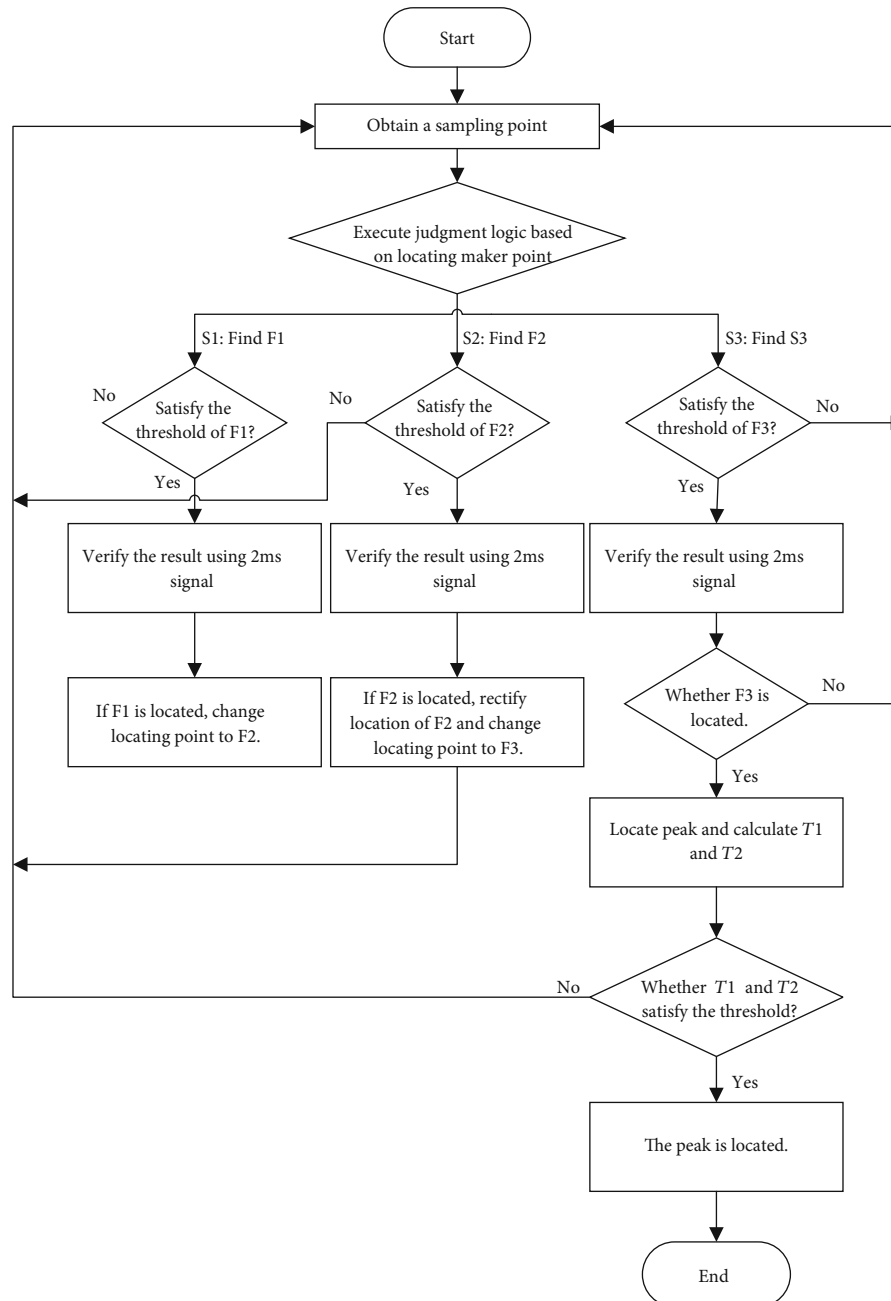 Start
Obtain a sampling point
Execute judgment logic based
on locating maker point
S1: Find F1
S2: Find F2
S3: Find S3
No
Satisfy the
threshold of F1?
No
Satisfy the
threshold of F2?
Satisfy the
threshold of F3?
No
Yes
Yes
Yes
Verify the result using 2ms
signal
Verify the result using 2ms
signal
Verify the result using 2ms
signal
If F1 is located, change
locating point to F2.
If F2 is located, rectify
location of F2 and change
locating point to F3.
Whether F3 is
located.
No
Yes
Locate peak and calculate T1
and T2
No
Whether T1 and T2
satisfy the threshold?
Yes
The peak is located.
End